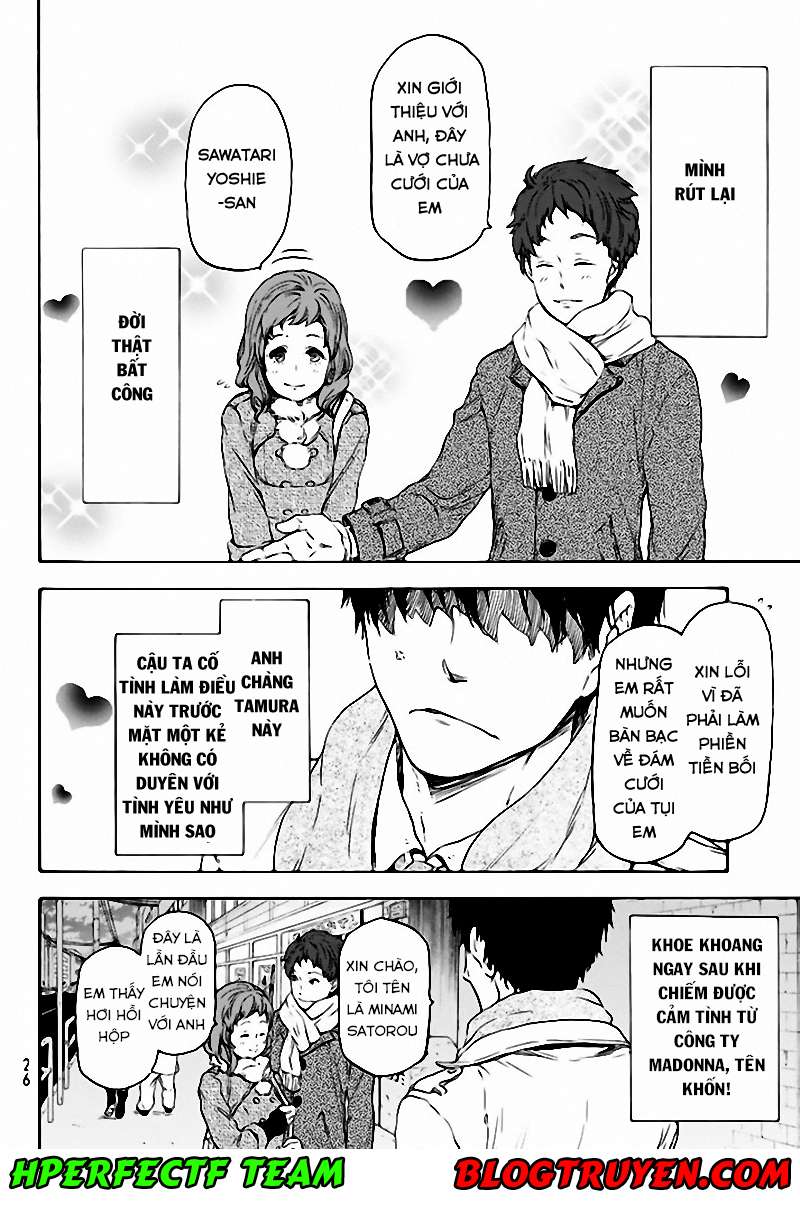 MÌNH
RÚT LẠI
XIN GIỚI
THIỆU VỚI
ANH, ĐÂY
LÀ VỢ CHƯA
CƯỚI CỦA
EM
SAWATARI
YOSHIE
-SAN
ĐỜI
THẬT
BẤT
CÔNG
XIN LỖI
VÌ ĐÃ
PHẢI LÀM
PHIỀN
TIỀN BỐI
NHƯNG
EM RẤT
MUỐN
BÀN BẠC
VỀ ĐÁM
CƯỚI
CỦA TỤI
EM
ANH
CHÀNG
TAMURA
NÀY
CẬU TA CỐ
TÌNH LÀM ĐIỀU
NÀY TRƯỚC
MẶT MỘT KẺ
KHÔNG CÓ
DUYÊN VỚI
TÌNH YÊU NHƯ
MÌNH SAO
KHOE KHOANG
NGAY SAU KHI
CHIẾM ĐƯỢC
CẢM TÌNH TỪ
CÔNG TY
MADONNA, TÊN
KHỐN!
XIN CHÀO,
TÔI TÊN
LÀ MINAMI
SATOROU
ĐÂY LÀ
LẦN ĐẦU
EM NÓI
CHUYỆN
VỚI ANH
EM THẤY
HƠI HỒI
HỘP
26
HPERFECTF TEAM
BLOGTRUYEN.COM